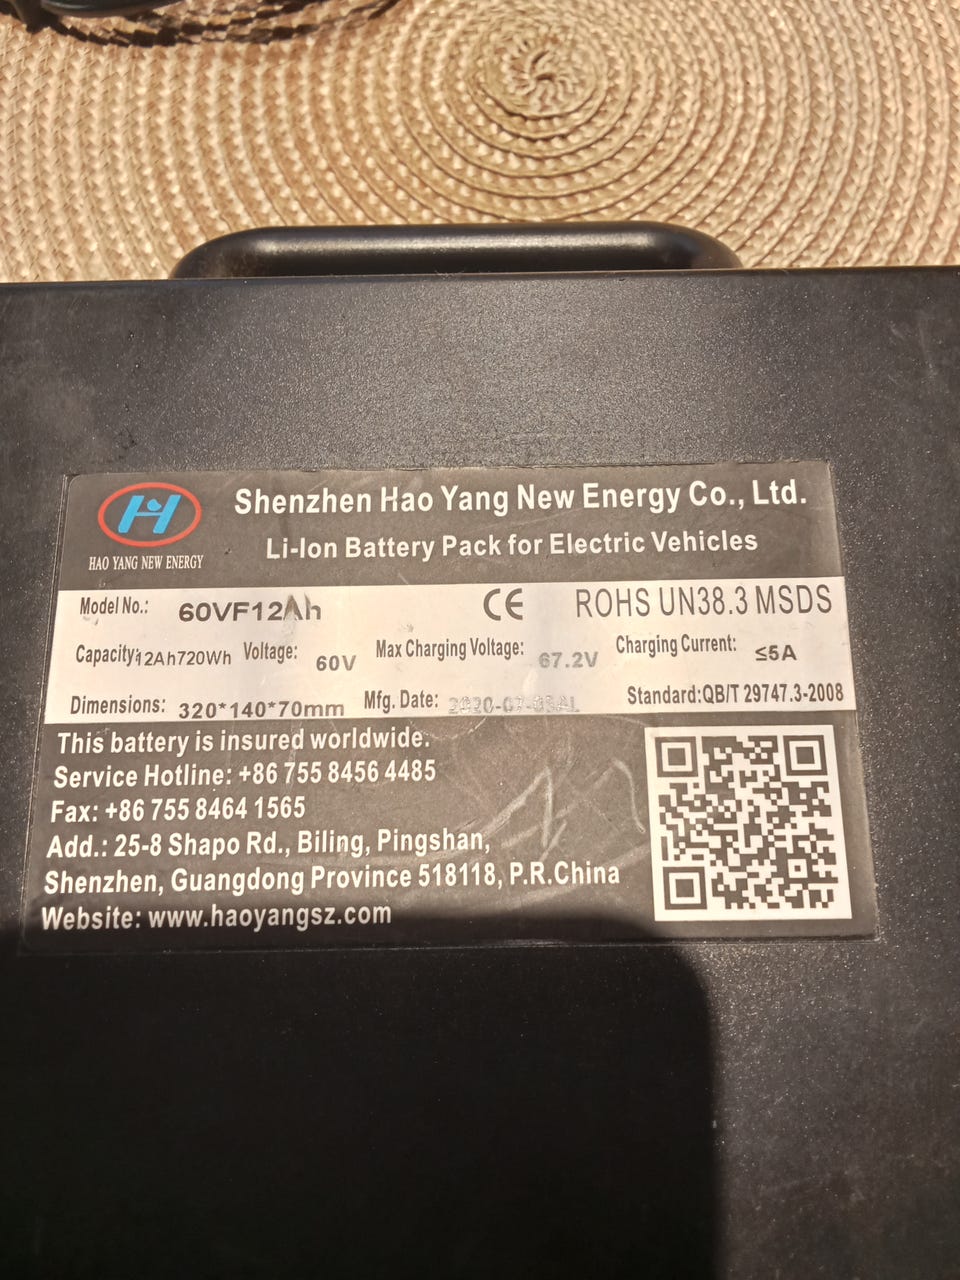 Shenzhen Hao Yang New Energy Co., Ltd.
HAO YANG NEW ENERGY
Li-Ion Battery Pack for Electric Vehicles
Model No.: 60VF12Ah CE ROHS UN38.3 MSDS
Capacity: 12Ah720Wh Voltage: 60V Max Charging Voltage: 67.2V Charging Current: ≤5A
Dimensions: 320*140*70mm Mfg. Date: Standard:QB/T 29747.3-2008
This battery is insured worldwide.
Service Hotline: +86 755 8456 4485
Fax: +86 755 8464 1565
Add.: 25-8 Shapo Rd., Biling, Pingshan,
Shenzhen, Guangdong Province 518118, P.R.China
Website: www.haoyangsz.com